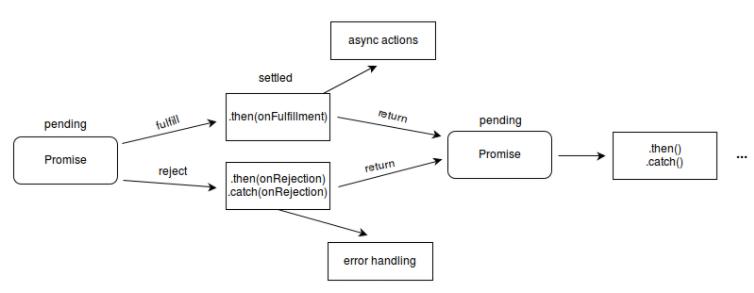 async actions
settled
pending
fulfill
.then(onFulfillment)
return
pending
Promise
reject
.then(onRejection)
.catch(onRejection)
return
Promise
.then()
.catch()
...
error handling